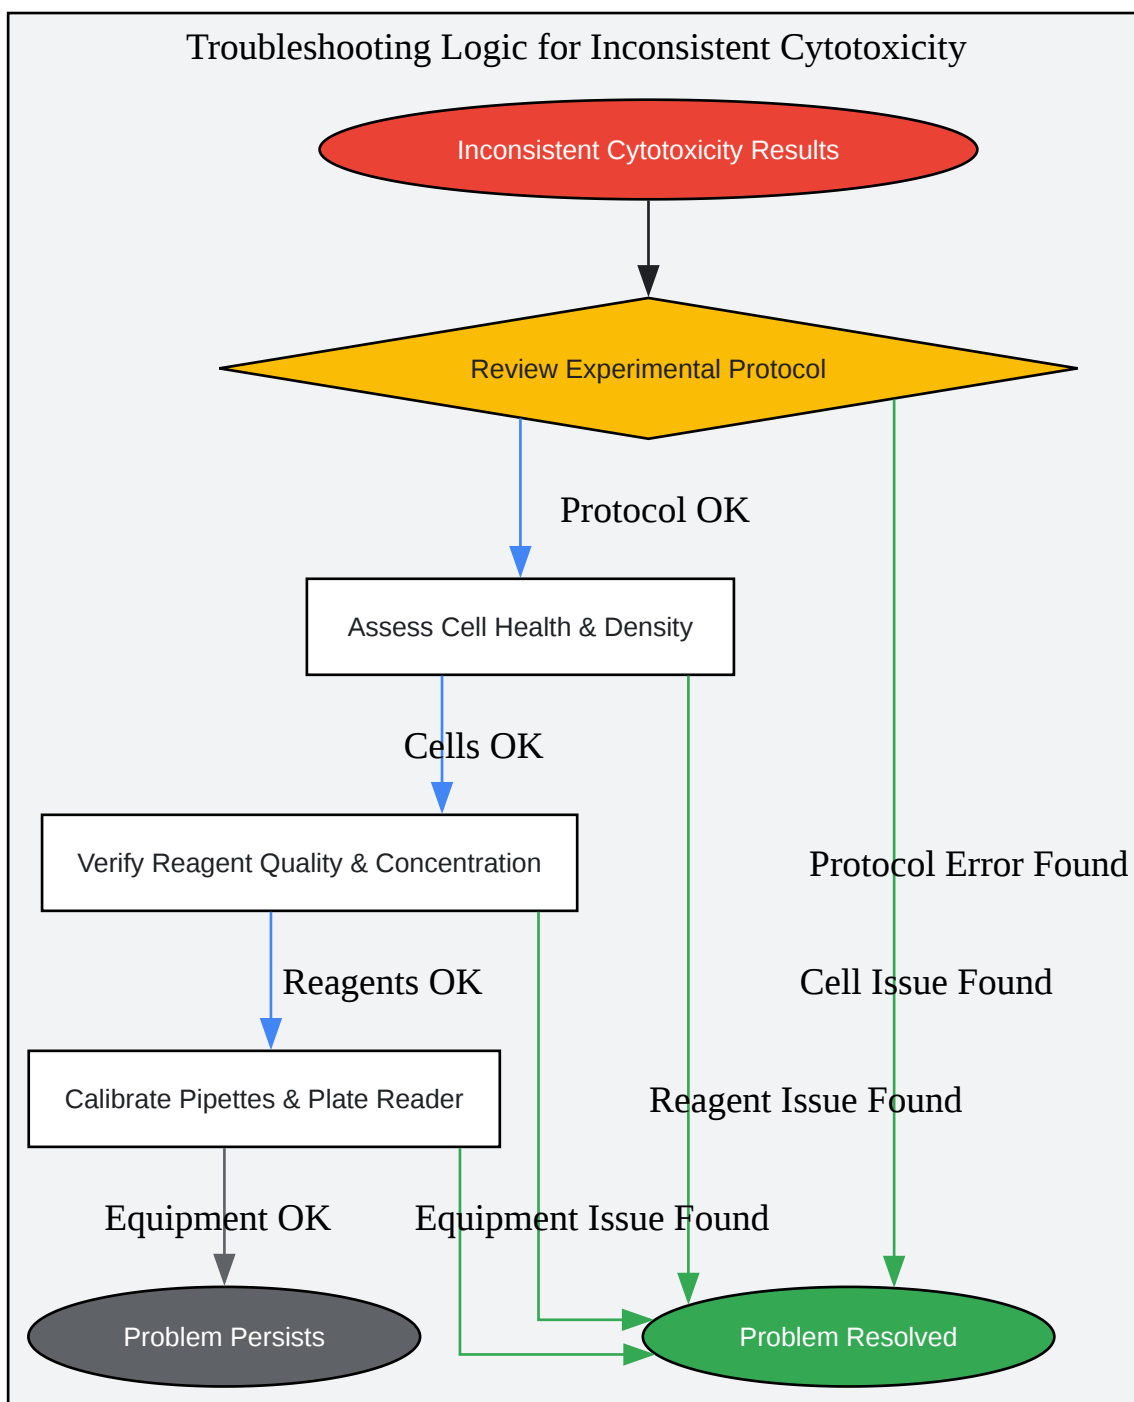 Troubleshooting Logic for Inconsistent Cytotoxicity
Inconsistent Cytotoxicity Results
Review Experimental Protocol
Protocol OK
Assess Cell Health & Density
Cells OK
Verify Reagent Quality & Concentration
Protocol Error Found
Reagents OK
Cell Issue Found
Calibrate Pipettes & Plate Reader
Reagent Issue Found
Equipment OK
Equipment Issue Found
Problem Persists
Problem Resolved